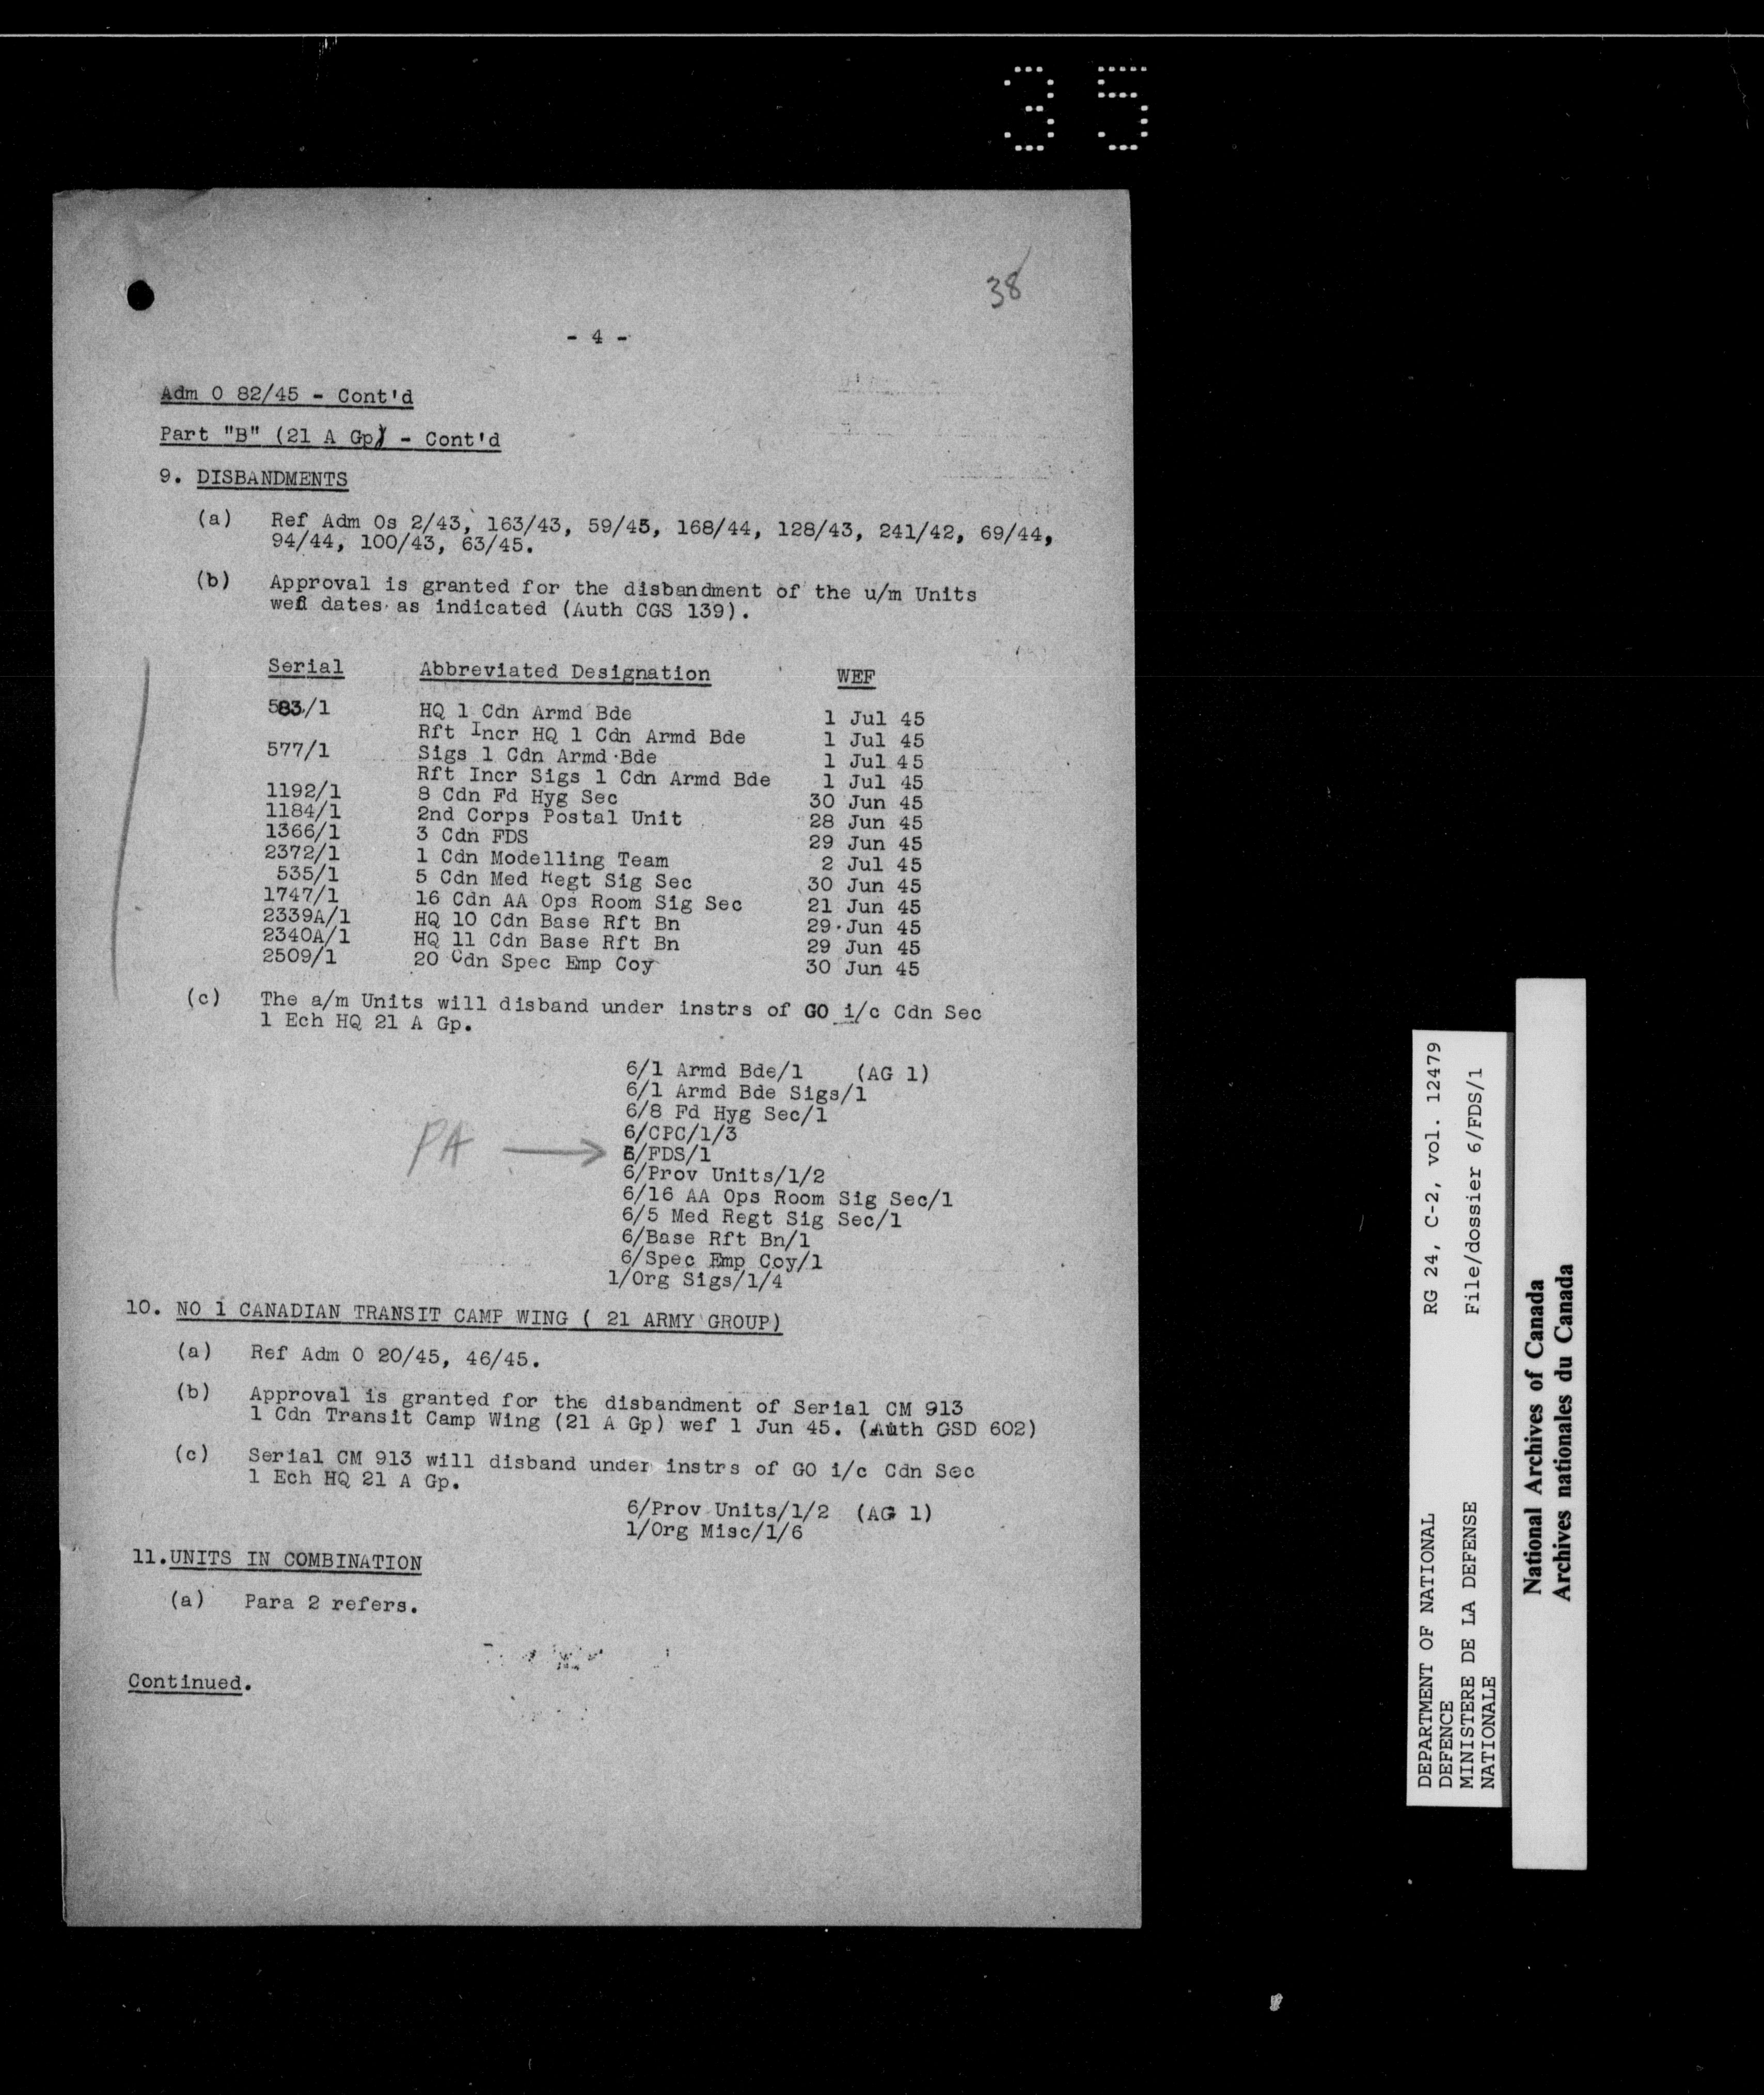 35
38
- 4 -
Adm O 82/45 - Cont'd
Part "B" (21 A Gp) - Cont'd
9. DISBANDMENTS
(a) Ref Adm Os 2/43, 163/43, 59/45, 168/44, 128/43, 241/42, 69/44,
94/44, 100/43, 63/45.
(b) Approval is granted for the disbandment of the u/m Units
wef dates as indicated (Auth CGS 139).
Serial Abbreviated Designation WEF
583/1 HQ 1 Cdn Armd Bde 1 Jul 45
Rft Incr HQ 1 Cdn Armd Bde 1 Jul 45
577/1 Sigs 1 Cdn Armd Bde 1 Jul 45
Rft Incr Sigs 1 Cdn Armd Bde 1 Jul 45
1192/1 8 Cdn Fd Hyg Sec 30 Jun 45
1184/1 2nd Corps Postal Unit 28 Jun 45
1366/1 3 Cdn FDS 29 Jun 45
2372/1 1 Cdn Modelling Team 2 Jul 45
535/1 5 Cdn Med Regt Sig Sec 30 Jun 45
1747/1 16 Cdn AA Ops Room Sig Sec 21 Jun 45
2339A/1 HQ 10 Cdn Base Rft Bn 29 Jun 45
2340A/1 HQ 11 Cdn Base Rft Bn 29 Jun 45
2509/1 20 Cdn Spec Emp Coy 30 Jun 45
(c) The a/m Units will disband under instrs of GO i/c Cdn Sec
1 Ech HQ 21 A Gp.
6/1 Armd Bde/1 (AG 1)
6/1 Armd Bde Sigs/1
6/8 Fd Hyg Sec/1
6/CPC/1/3
PA → 6/FDS/1
6/Prov Units/1/2
6/16 AA Ops Room Sig Sec/1
6/5 Med Regt Sig Sec/1
6/Base Rft Bn/1
6/Spec Emp Coy/1
1/Org Sigs/1/4
10. NO 1 CANADIAN TRANSIT CAMP WING ( 21 ARMY GROUP)
(a) Ref Adm O 20/45, 46/45.
(b) Approval is granted for the disbandment of Serial CM 913
1 Cdn Transit Camp Wing (21 A Gp) wef 1 Jun 45. (Auth GSD 602)
(c) Serial CM 913 will disband under instrs of GO i/c Cdn Sec
1 Ech HQ 21 A Gp.
6/Prov Units/1/2 (AG 1)
1/Org Misc/1/6
11. UNITS IN COMBINATION
(a) Para 2 refers.
Continued.
DEPARTMENT OF NATIONAL RG 24, C-2, vol. 12479
DEFENCE
MINISTERE DE LA DEFENSE File/dossier 6/FDS/1
NATIONALE
National Archives of Canada
Archives nationales du Canada